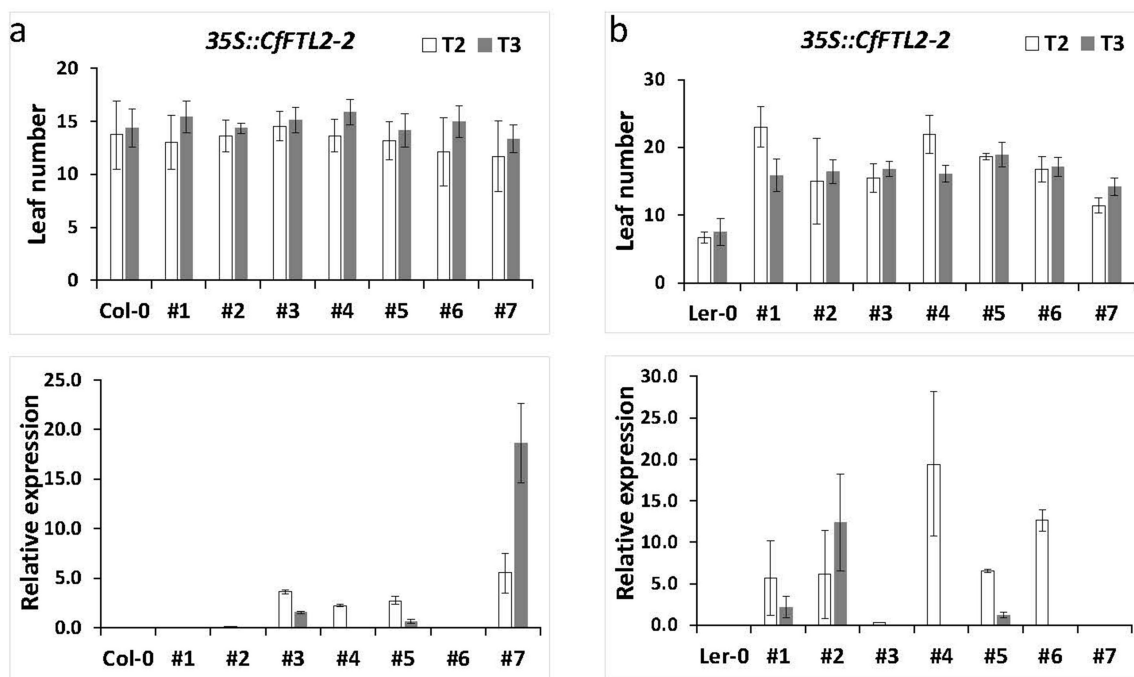 a
35S::CfFTL2-2
T2 T3
Leaf number
20
15
10
5
0
Col-0 #1 #2 #3 #4 #5 #6 #7
Relative expression
25.0
20.0
15.0
10.0
5.0
0.0
Col-0 #1 #2 #3 #4 #5 #6 #7
b
35S::CfFTL2-2
T2 T3
Leaf number
30
20
10
0
Ler-0 #1 #2 #3 #4 #5 #6 #7
Relative expression
30.0
25.0
20.0
15.0
10.0
5.0
0.0
Ler-0 #1 #2 #3 #4 #5 #6 #7